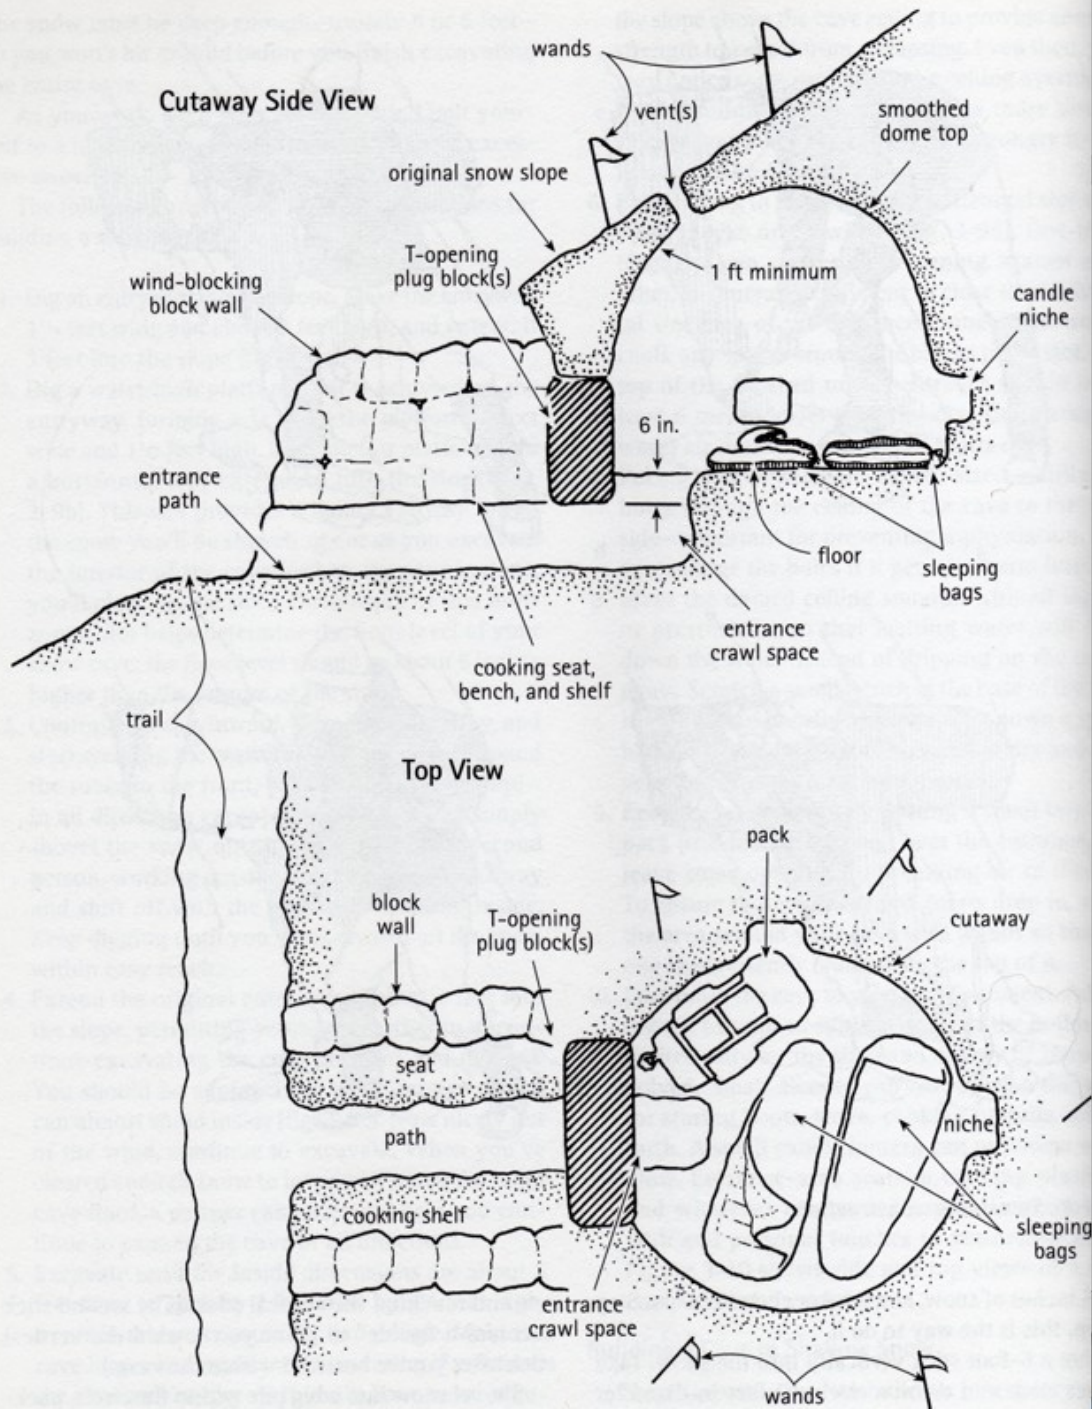 Cutaway Side View
wands
vent(s)
smoothed
dome top
original snow slope
T-opening
plug block(s)
1 ft minimum
wind-blocking
block wall
candle
niche
6 in.
entrance
path
floor
sleeping
bags
entrance
crawl space
cooking seat,
bench, and shelf
trail
Top View
pack
block
wall
T-opening
plug block(s)
cutaway
seat
path
niche
cooking shelf
sleeping
bags
entrance
crawl space
wands